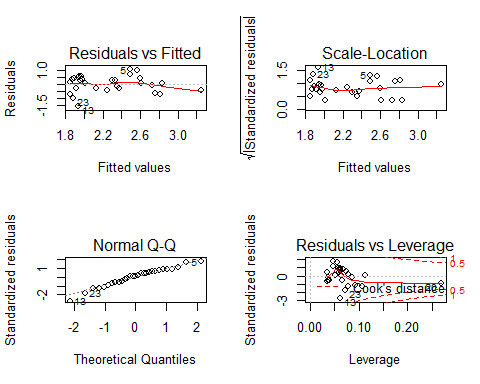 Residuals vs Fitted
Residuals
1.0
-1.5
5
23
13
1.8 2.2 2.6 3.0
Fitted values
Scale-Location
√|Standardized residuals
1.5
0.0
13
23
5
1.8 2.2 2.6 3.0
Fitted values
Normal Q-Q
Standardized residuals
1
-2
5
23
13
-2 -1 0 1 2
Theoretical Quantiles
Residuals vs Leverage
Standardized residuals
0
-3
1
0.5
0.5
1
Cook's distance
23
13
0.00 0.10 0.20
Leverage